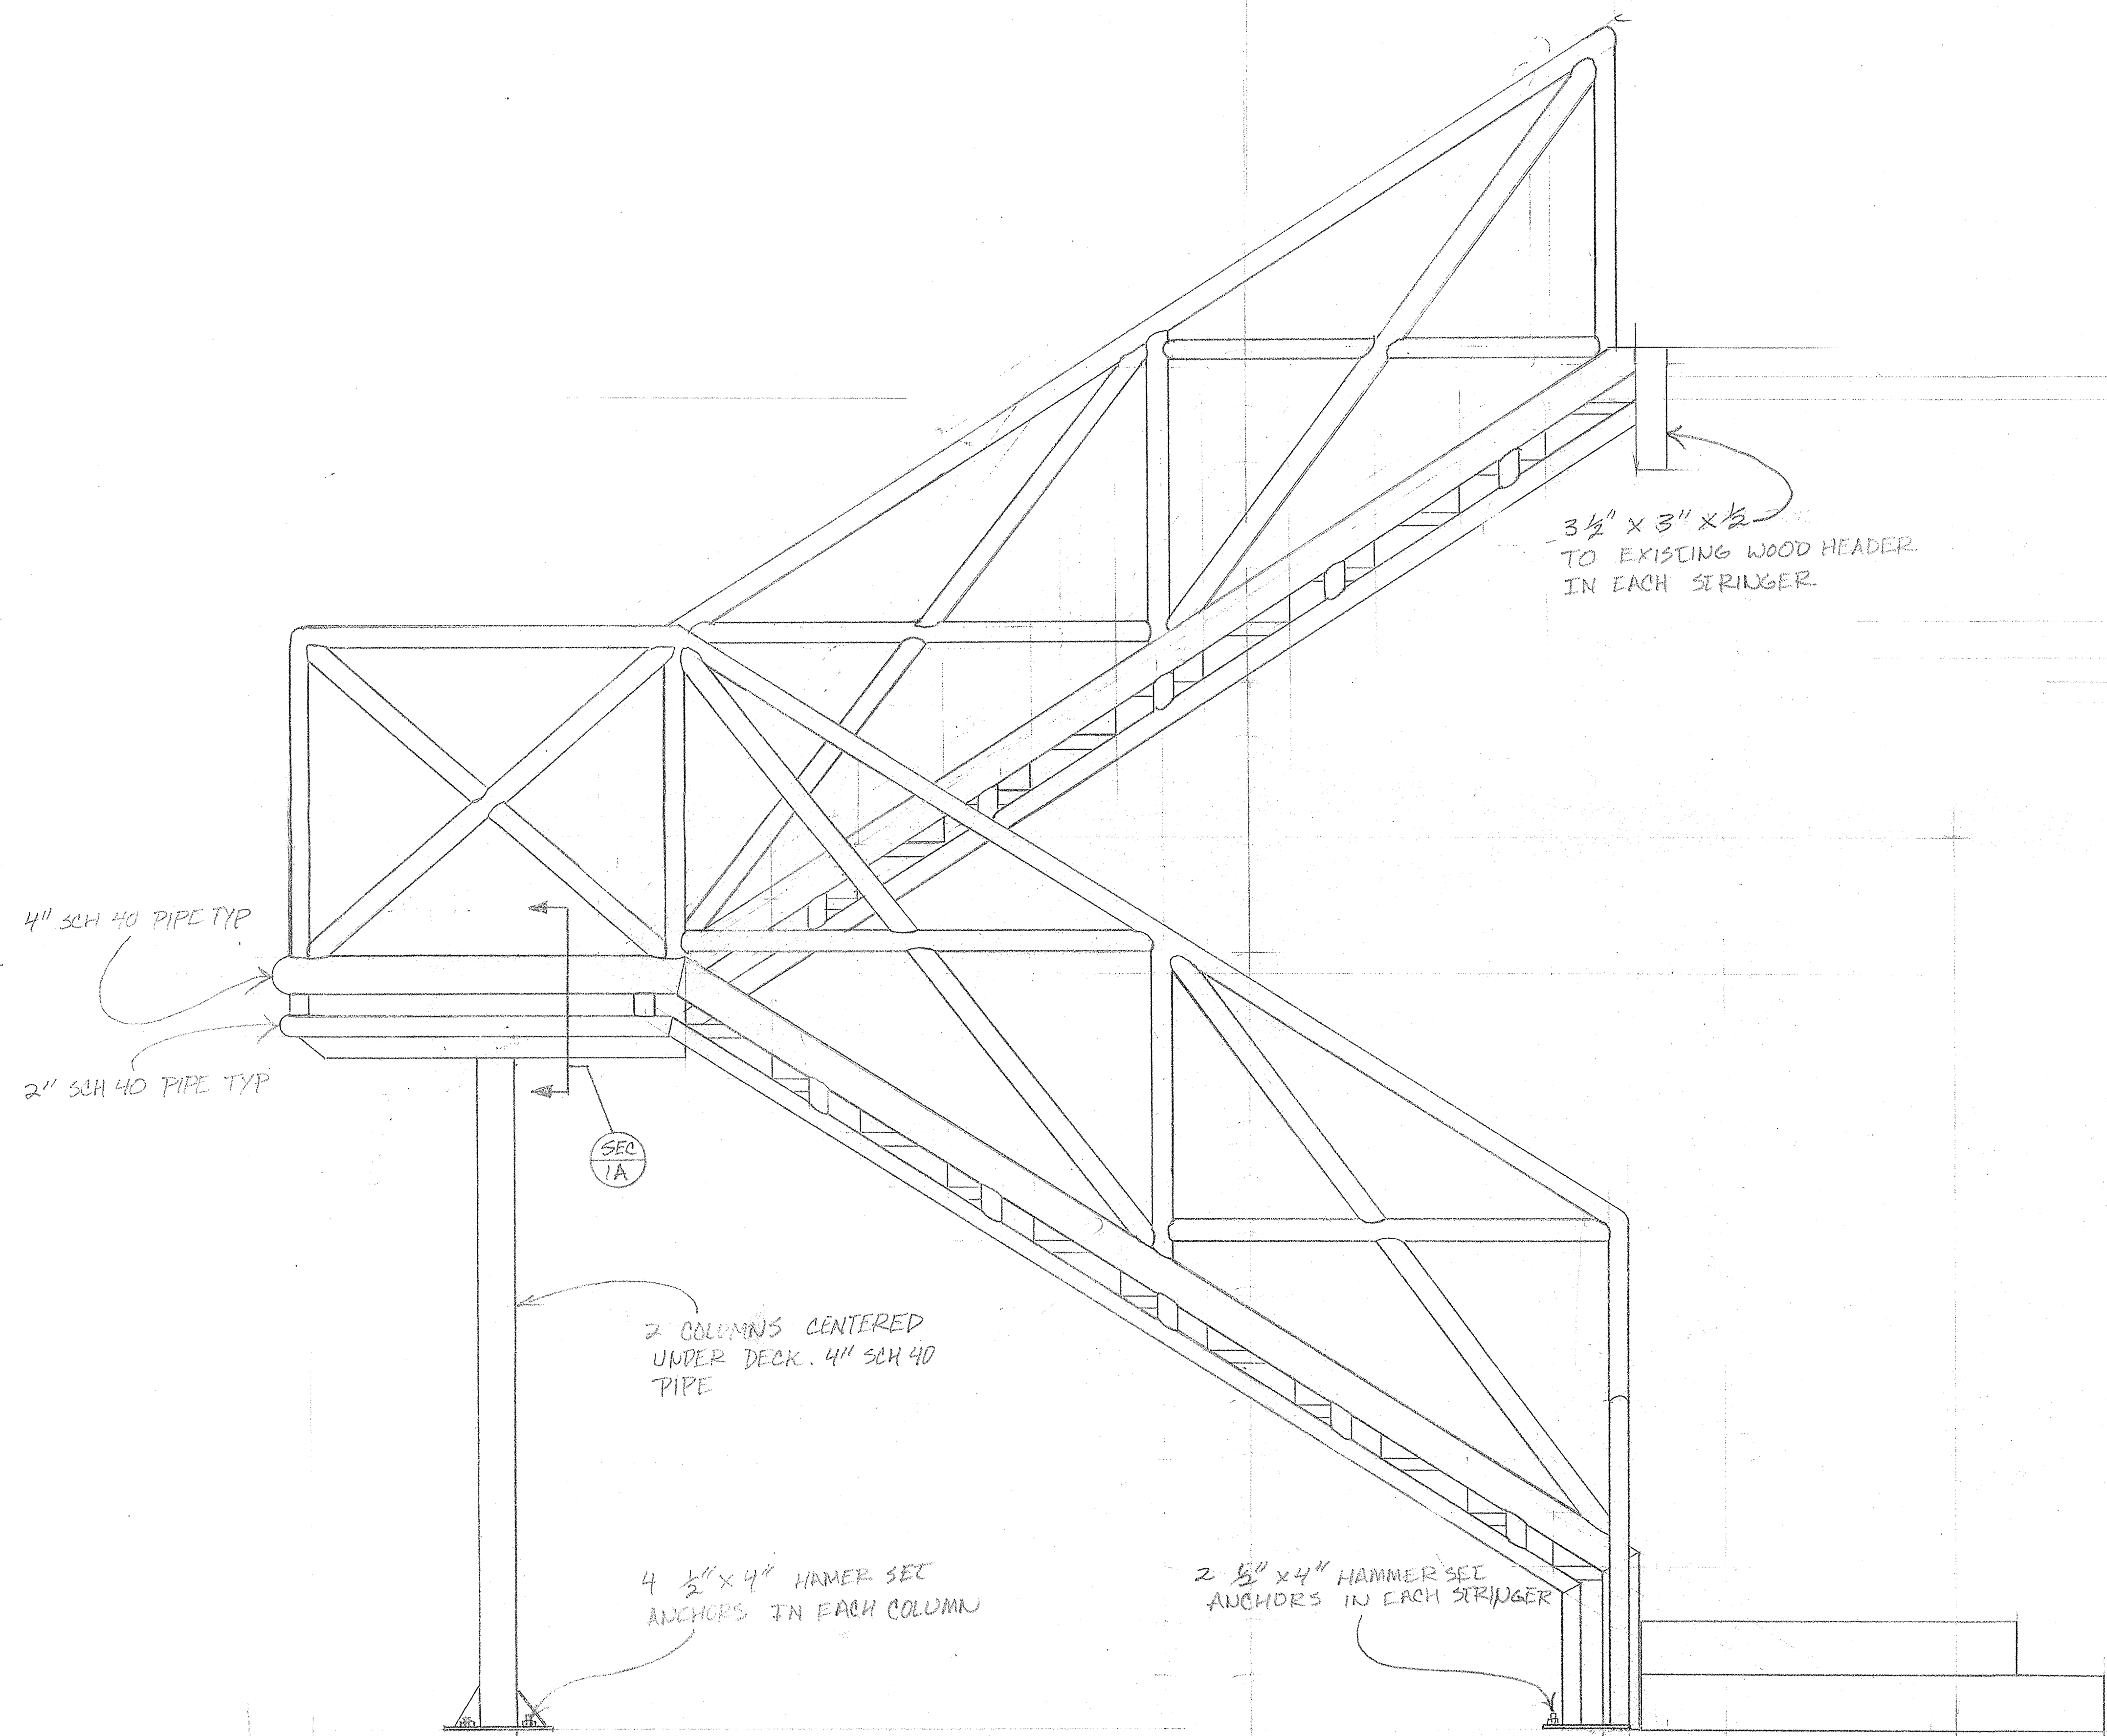 3 1/2" X 3" X 1/2
TO EXISTING WOOD HEADER
IN EACH STRINGER
4" SCH 40 PIPE TYP
2" SCH 40 PIPE TYP
SEC
1A
2 COLUMNS CENTERED
UNDER DECK. 4" SCH 40
PIPE
4 1/2" X 4" HAMER SET
ANCHORS IN EACH COLUMN
2 1/2" X 4" HAMMER SET
ANCHORS IN EACH STRINGER